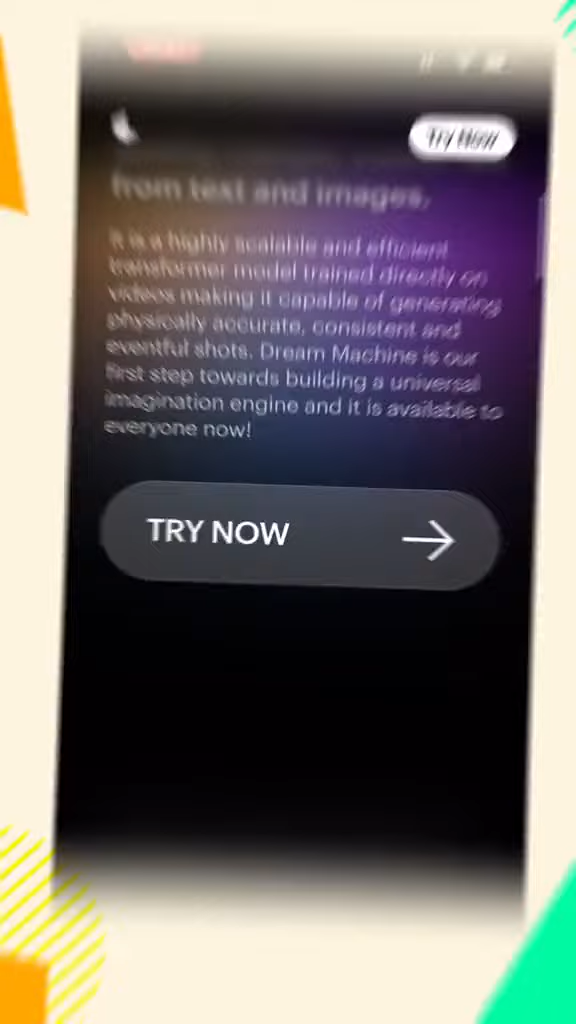 Try Now
from text and images.
It is a highly scalable and efficient
transformer model trained directly on
videos making it capable of generating
physically accurate, consistent and
eventful shots. Dream Machine is our
first step towards building a universal
imagination engine and it is available to
everyone now!
TRY NOW